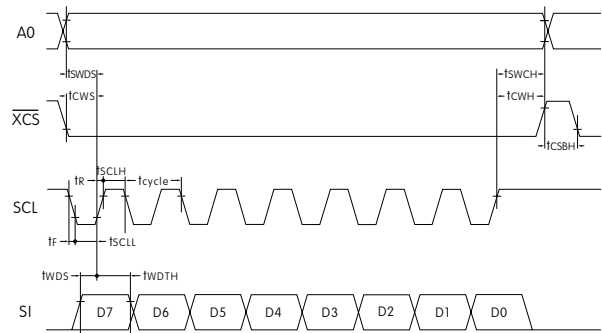 A0
tSWDS
tSWCH
tCWS
tCWH
XCS
tCSBH
tSCLH
tR
tcycle
SCL
tF
tSCLL
tWDS
tWDTH
SI
D7 D6 D5 D4 D3 D2 D1 D0